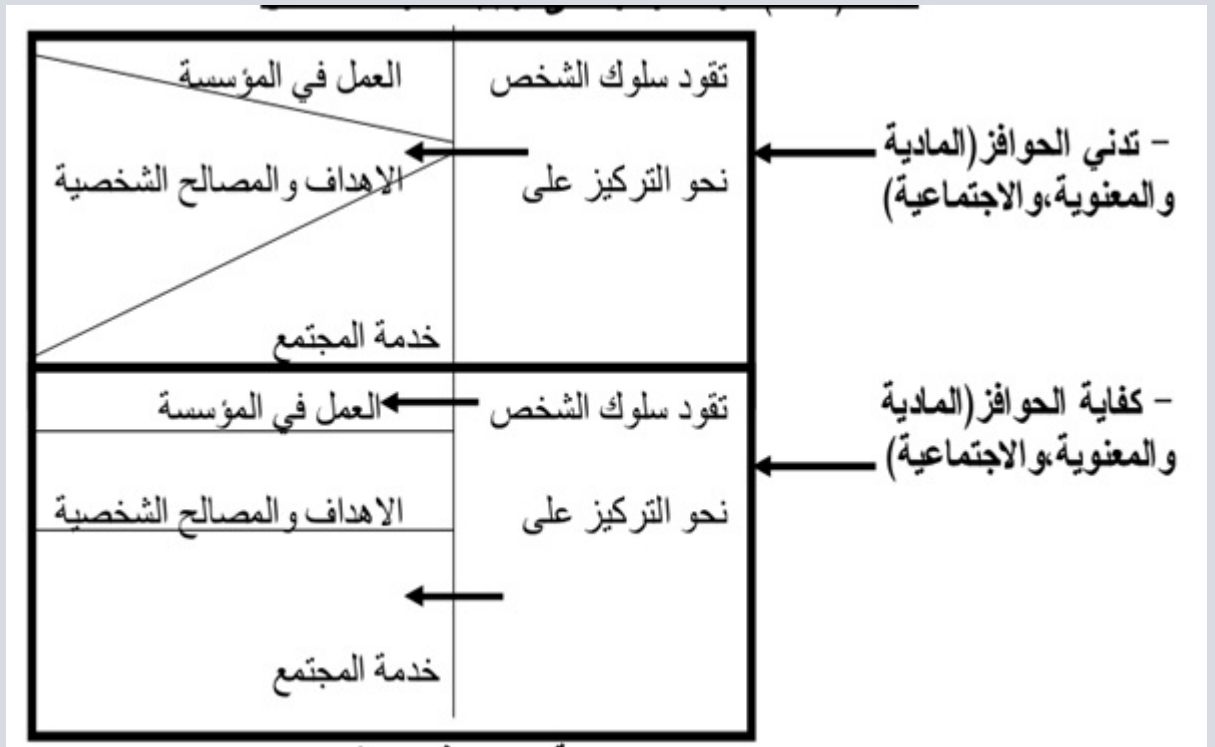 - تدني الحوافز(المادية
والمعنوية،والاجتماعية)
تقود سلوك الشخص
نحو التركيز على
العمل في المؤسسة
الاهداف والمصالح الشخصية
خدمة المجتمع
- كفاية الحوافز(المادية
والمعنوية،والاجتماعية)
تقود سلوك الشخص
نحو التركيز على
العمل في المؤسسة
الاهداف والمصالح الشخصية
خدمة المجتمع